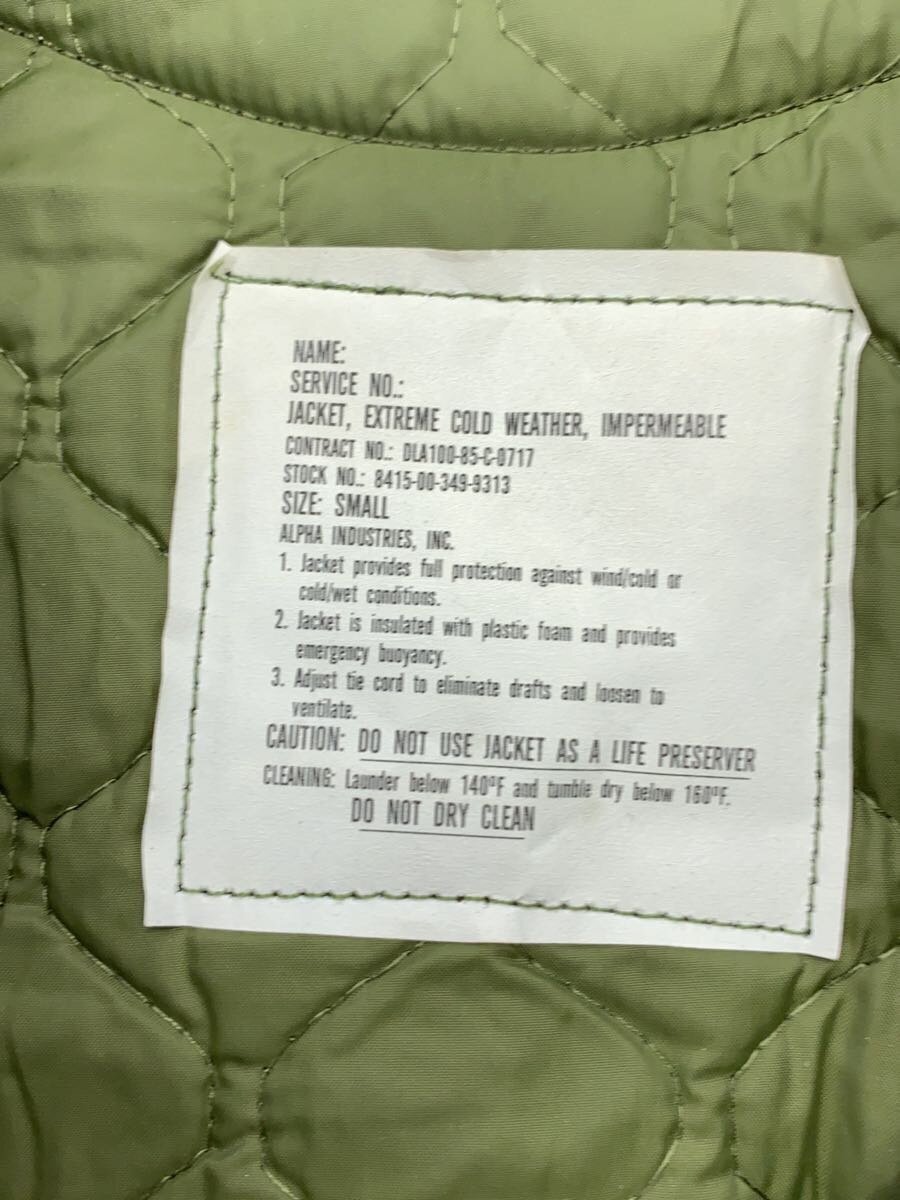 NAME:
SERVICE NO.:
JACKET, EXTREME COLD WEATHER, IMPERMEABLE
CONTRACT NO.: DLA100-85-C-0717
STOCK NO.: 8415-00-349-9313
SIZE: SMALL
ALPHA INDUSTRIES, INC.
1. Jacket provides full protection against wind/cold or
cold/wet conditions.
2. Jacket is insulated with plastic foam and provides
emergency buoyancy.
3. Adjust tie cord to eliminate drafts and loosen to
ventilate.
CAUTION: DO NOT USE JACKET AS A LIFE PRESERVER
CLEANING: Launder below 140°F and tumble dry below 160°F.
DO NOT DRY CLEAN